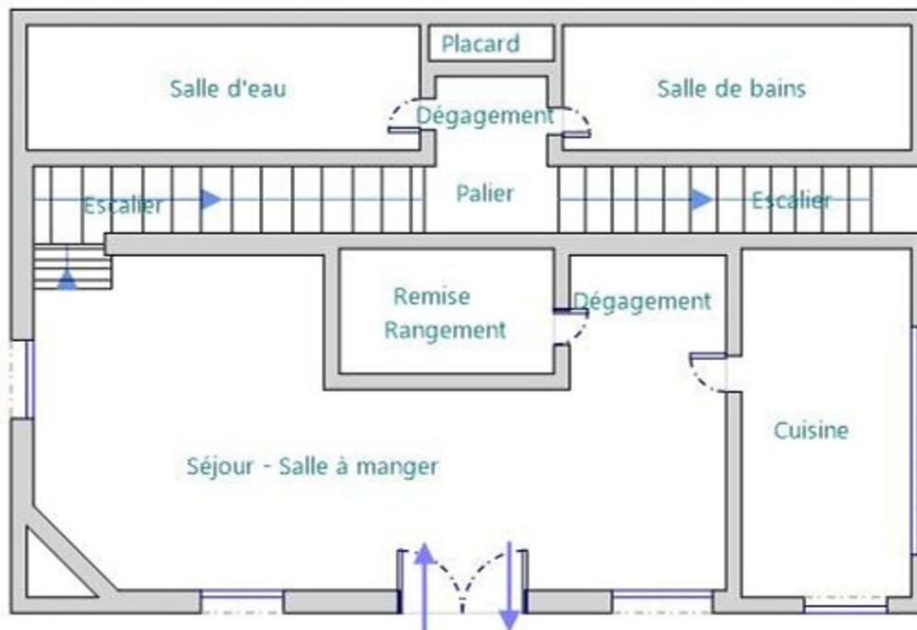 Placard
Salle d'eau
Salle de bains
Dégagement
Escalier
Palier
Escalier
Remise
Rangement
Dégagement
Cuisine
Séjour - Salle à manger